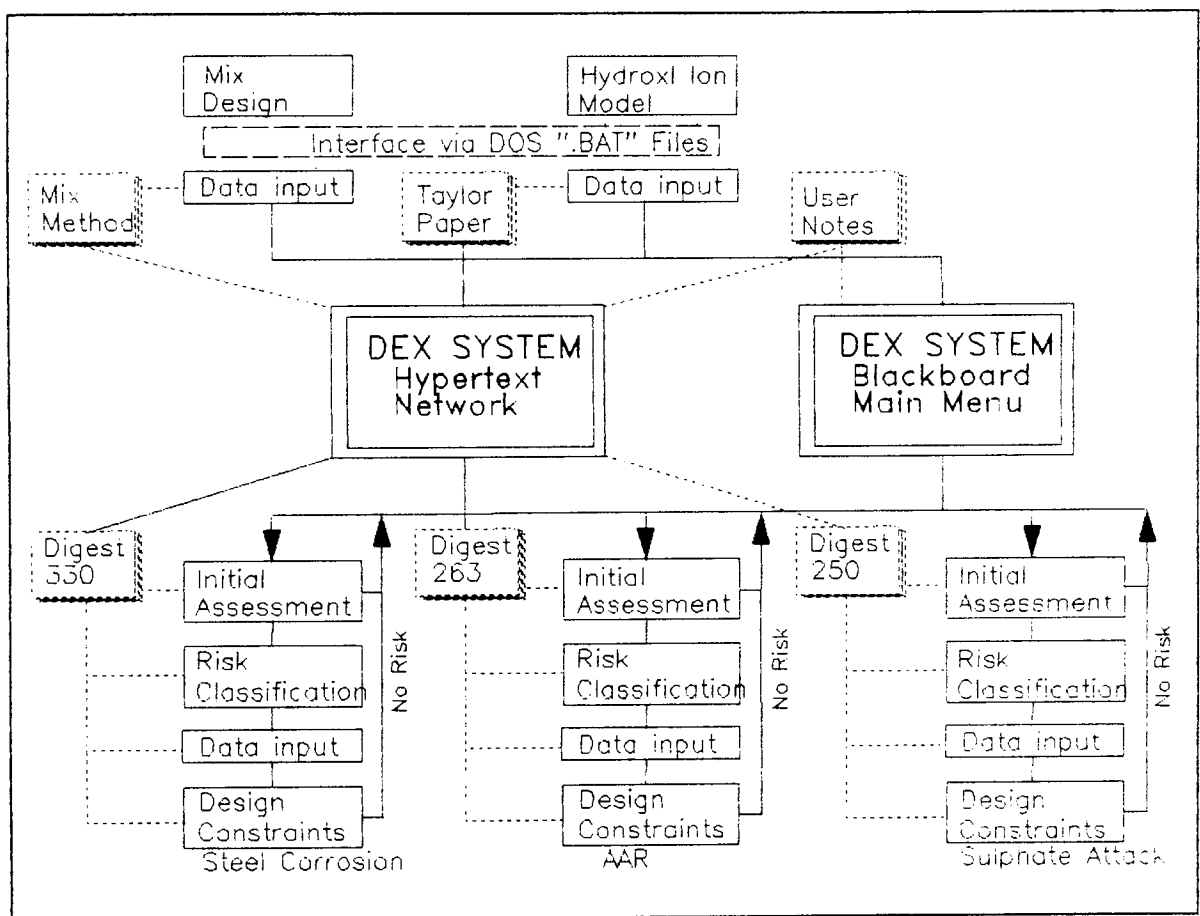 Mix
Design
Hydroxl Ion
Model
Interface via DOS ".BAT" Files
Mix
Method
Data input
Taylor
Paper
Data input
User
Notes
DEX SYSTEM
Hypertext
Network
DEX SYSTEM
Blackboard
Main Menu
Digest
330
Initial
Assessment
Risk
Classification
Data input
Design
Constraints
Steel Corrosion
No Risk
Digest
263
Initial
Assessment
Risk
Classification
Data input
Design
Constraints
AAR
No Risk
Digest
250
Initial
Assessment
Risk
Classification
Data input
Design
Constraints
Sulphate Attack
No Risk